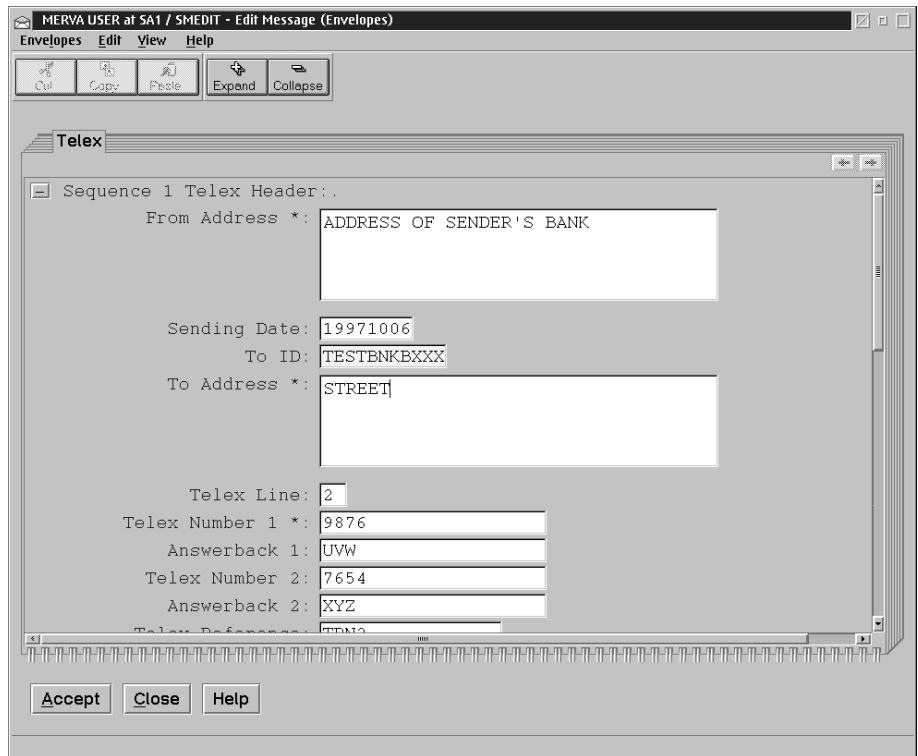 MERVA USER at SA1 / SMEDIT - Edit Message (Envelopes)
Envelopes Edit View Help
Cut Copy Paste Expand Collapse
Telex
Sequence 1 Telex Header:.
From Address *: ADDRESS OF SENDER'S BANK
Sending Date: 19971006
To ID: TESTBNKBXXX
To Address *: STREET
Telex Line: 2
Telex Number 1 *: 9876
Answerback 1: UVW
Telex Number 2: 7654
Answerback 2: XYZ
Telex Reference:
Accept Close Help